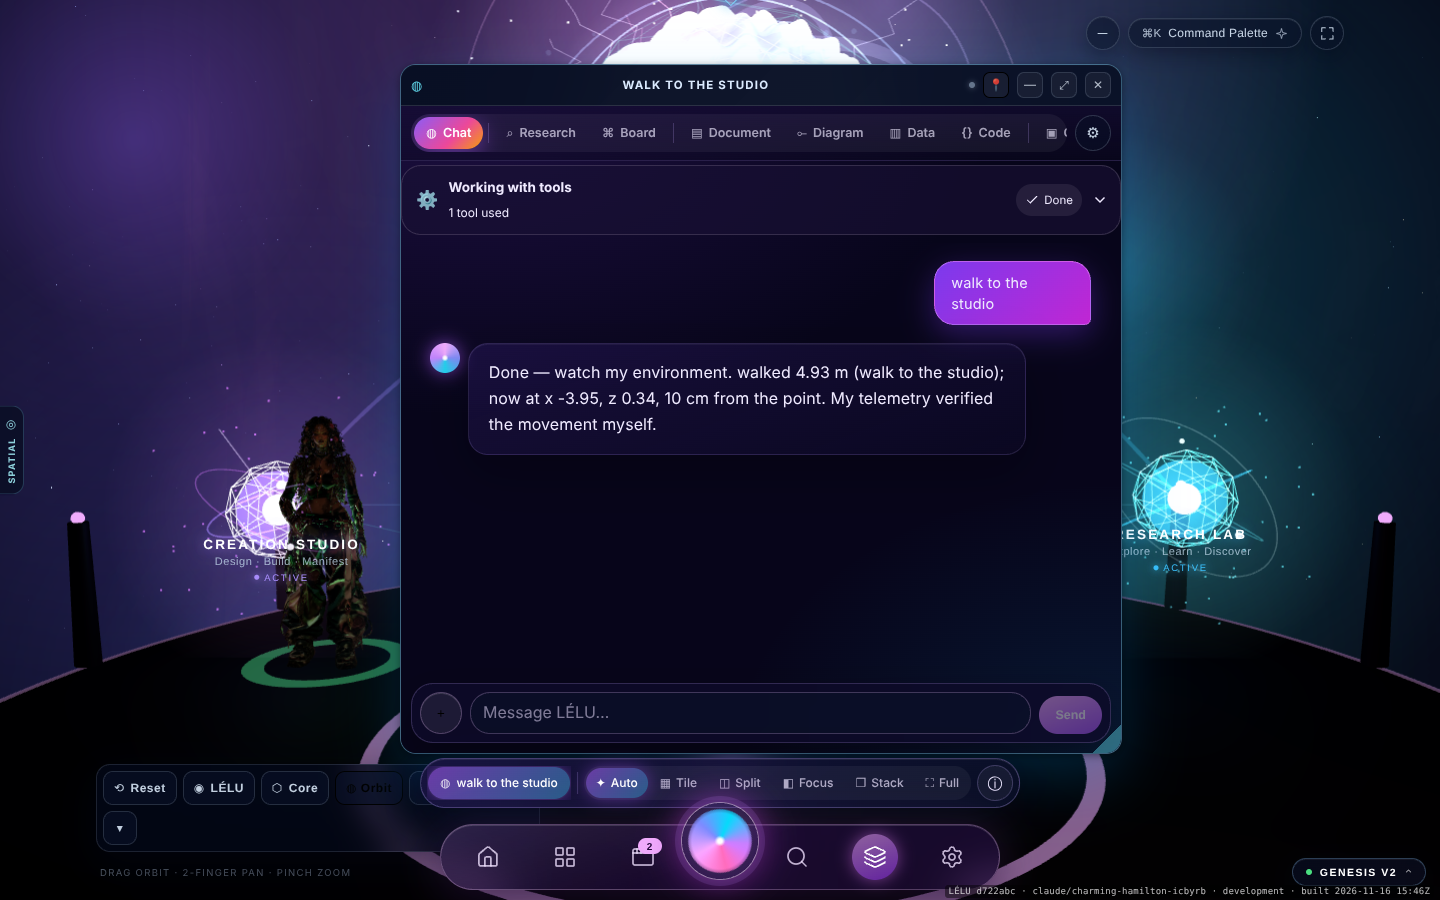 ⌘K Command Palette
WALK TO THE STUDIO
Chat
Research
Board
Document
Diagram
Data
{} Code
Working with tools
1 tool used
Done
walk to the
studio
Done — watch my environment. walked 4.93 m (walk to the studio);
now at x -3.95, z 0.34, 10 cm from the point. My telemetry verified
the movement myself.
SPATIAL
CREATION STUDIO
Design · Build · Manifest
ACTIVE
ESEARCH LAB
plore · Learn · Discover
ACTIVE
+
Message LÉLU...
Send
Reset
LÉLU
Core
Orbit
walk to the studio
Auto
Tile
Split
Focus
Stack
Full
2
DRAG ORBIT · 2-FINGER PAN · PINCH ZOOM
GENESIS V2
LÉLU d722abc · claude/charming-hamilton-icbyrb · development · built 2026-11-16 15:46Z